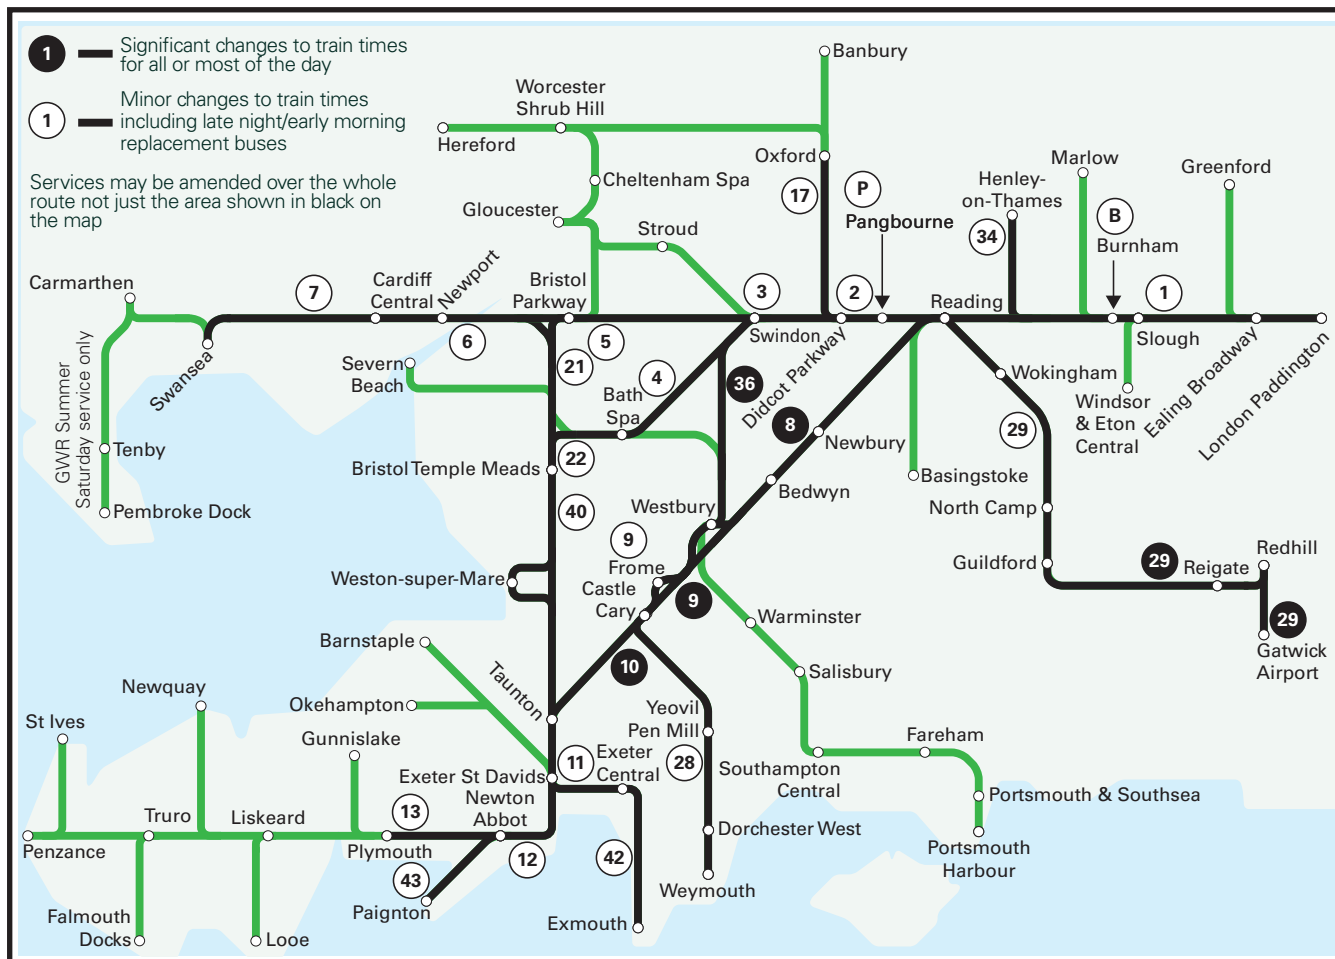 1
Significant changes to train times
for all or most of the day
1
Minor changes to train times
including late night/early morning
replacement buses
Services may be amended over the whole
route not just the area shown in black on
the map
Banbury
Worcester
Shrub Hill
Hereford
Oxford
Cheltenham Spa
Gloucester
Stroud
17
P
Pangbourne
Henley-
on-Thames
34
Marlow
B
Burnham
Greenford
Carmarthen
7
Cardiff
Central
Newport
Bristol
Parkway
3
2
Reading
1
Swansea
6
5
Swindon
Didcot Parkway
Slough
Ealing Broadway
London Paddington
GWR Summer
Saturday service only
Severn
Beach
21
4
36
Wokingham
Windsor
& Eton
Central
Bath
Spa
8
Newbury
29
Tenby
Bristol Temple Meads
22
Bedwyn
Basingstoke
Pembroke Dock
40
Westbury
North Camp
9
Frome
Weston-super-Mare
Castle
Cary
9
Guildford
29
Reigate
Redhill
29
Gatwick
Airport
Warminster
Barnstaple
10
Salisbury
Taunton
Newquay
Okehampton
Yeovil
Pen Mill
St Ives
Gunnislake
Fareham
11
Exeter
Central
28
Southampton
Central
Exeter St Davids
Newton
Abbot
Portsmouth & Southsea
Truro
Liskeard
13
Dorchester West
Penzance
Plymouth
12
42
Portsmouth
Harbour
43
Weymouth
Paignton
Falmouth
Docks
Looe
Exmouth